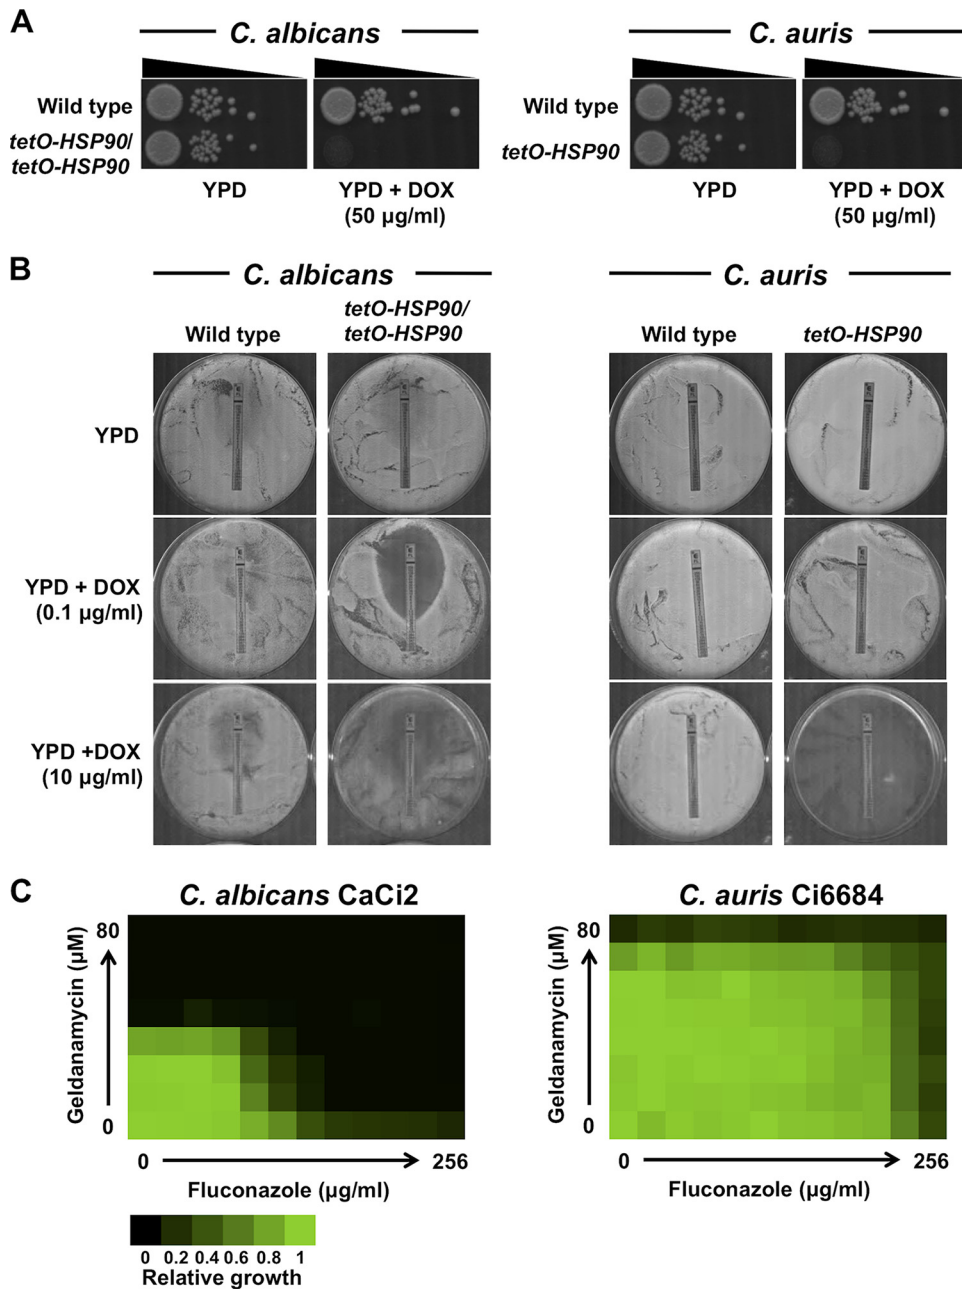 A
C. albicans
C. auris
Wild type
tetO-HSP90/
tetO-HSP90
YPD
YPD + DOX
(50 µg/ml)
Wild type
tetO-HSP90
YPD
YPD + DOX
(50 µg/ml)
B
C. albicans
C. auris
Wild type
tetO-HSP90/
tetO-HSP90
Wild type
tetO-HSP90
YPD
YPD + DOX
(0.1 µg/ml)
YPD +DOX
(10 µg/ml)
C
C. albicans CaCi2
C. auris Ci6684
80
Geldanamycin (µM)
0
0
256
Fluconazole (µg/ml)
80
Geldanamycin (µM)
0
0
256
Fluconazole (µg/ml)
0 0.2 0.4 0.6 0.8 1
Relative growth